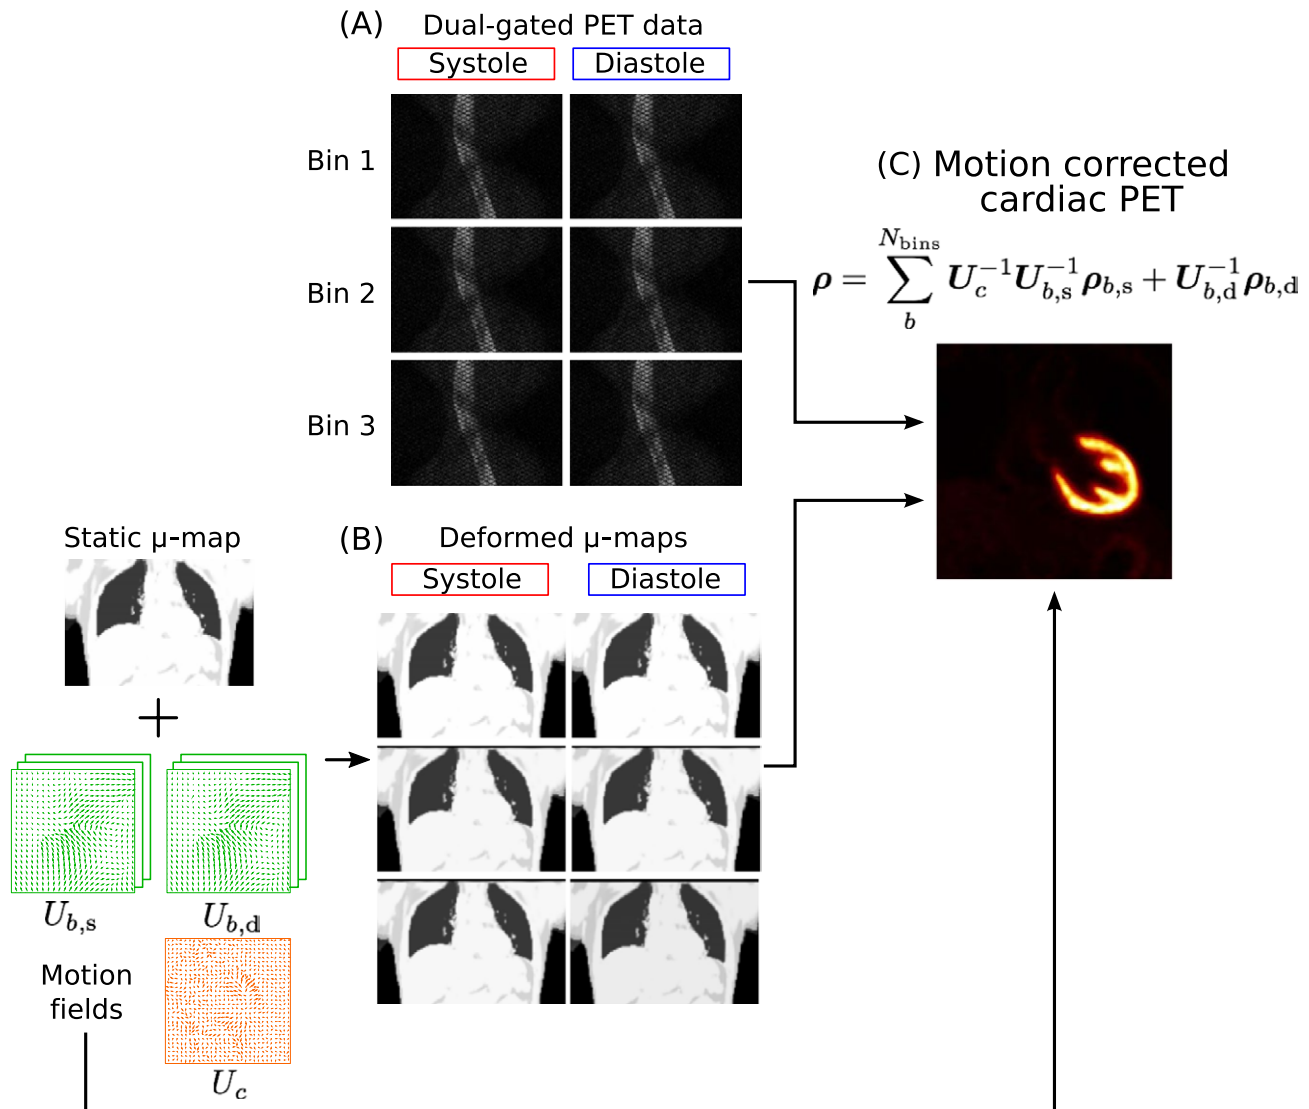 (A) Dual-gated PET data
Systole Diastole
Bin 1
Bin 2
Bin 3
(C) Motion corrected
cardiac PET
ρ = ∑_b^{N_bins} U_c^{-1} U_{b,s}^{-1} ρ_{b,s} + U_{b,d}^{-1} ρ_{b,d}
Static μ-map
+
(B) Deformed μ-maps
Systole Diastole
U_{b,s} U_{b,d}
Motion
fields
U_c